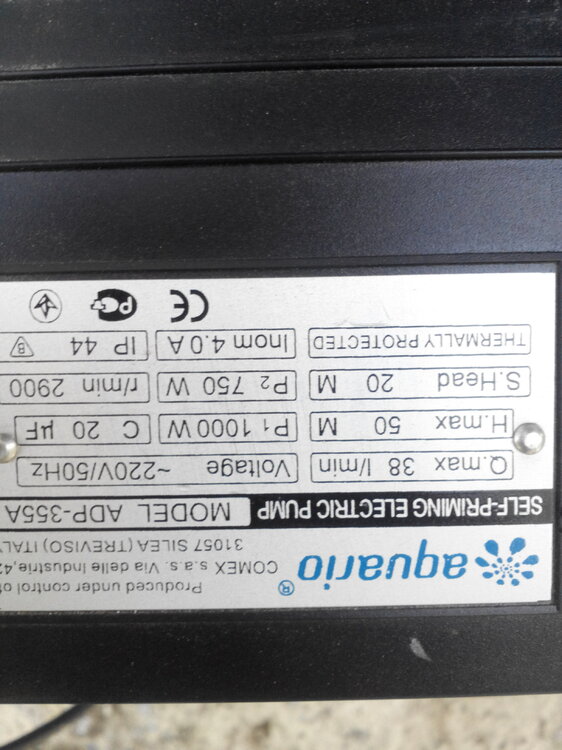 aquario®
Produced under control of
COMEX s.a.s. Via delle Industrie,
31057 SILEA (TREVISO) ITALY
SELF-PRIMING ELECTRIC PUMP MODEL ADP-355A
Q.max 38 l/min Voltage ~220V/50Hz
H.max 50 M P1 1000 W C 20 µF
S.Head 20 M P2 750 W r/min 2900
THERMALLY PROTECTED Inom 4.0 A IP 44 B
CE PC